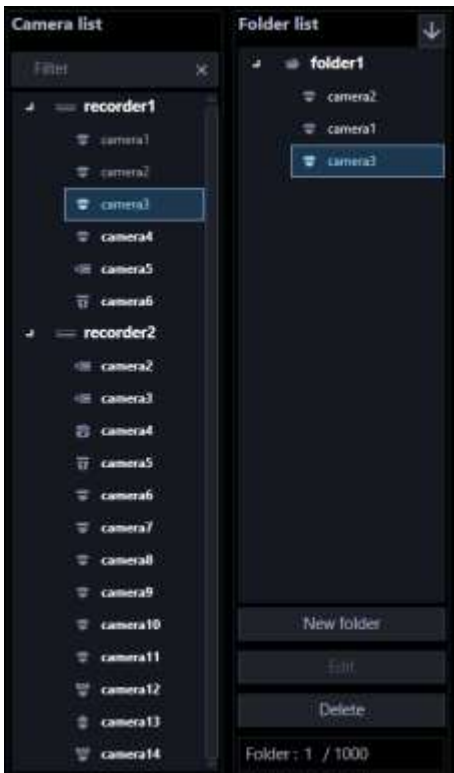 Camera list
Filter
recorder1
camera1
camera2
camera3
camera4
camera5
camera6
recorder2
camera2
camera3
camera4
camera5
camera6
camera7
camera8
camera9
camera10
camera11
camera12
camera13
camera14
Folder list
folder1
camera2
camera1
camera3
New folder
Edit
Delete
Folder : 1 / 1000